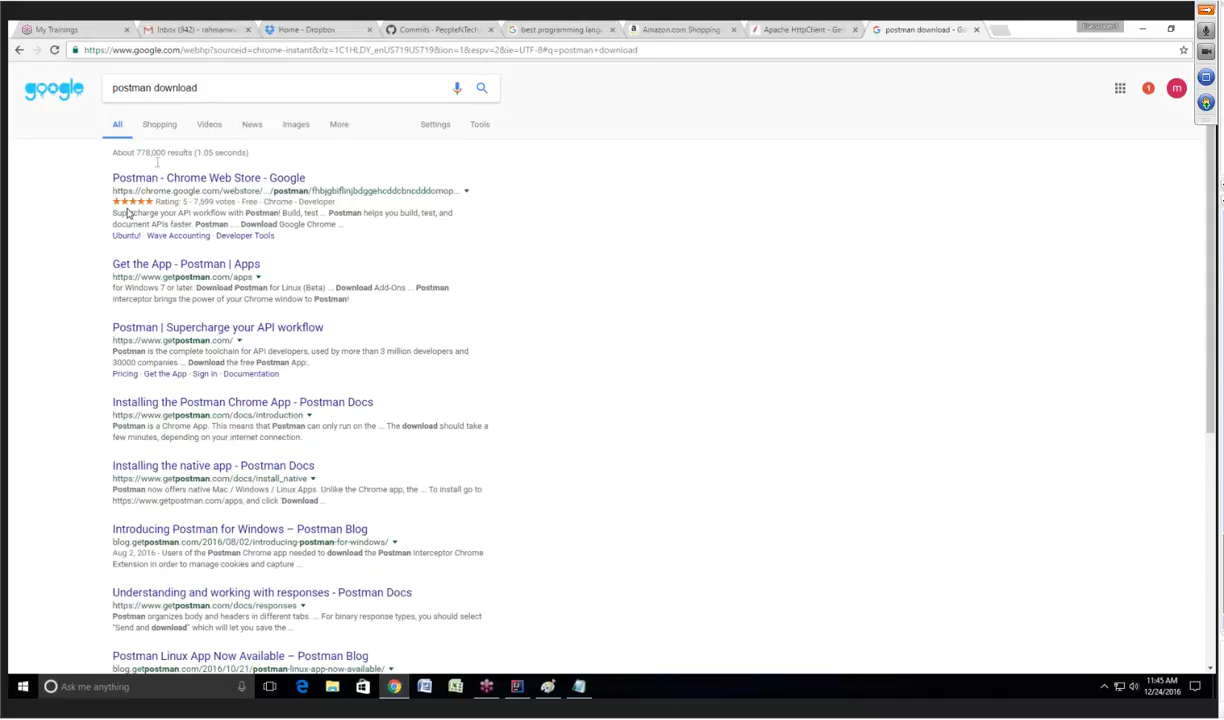 My Trainings
Inbox (942) - rahmanwv
Home - Dropbox
Commits - PeopleNTech
best programming lang
Amazon.com Shopping
Apache HttpClient - Ge
postman download - G
https://www.google.com/webhp?sourceid=chrome-instant&rlz=1C1HLDY_enUS719US719&ion=1&espv=2&ie=UTF-8#q=postman+download
google
postman download
1
m
All
Shopping
Videos
News
Images
More
Settings
Tools
About 778,000 results (1.05 seconds)
Postman - Chrome Web Store - Google
https://chrome.google.com/webstore/.../postman/fhbjgbiflinjbdggehcddcbncdddomop...
Rating: 5 - 7,599 votes - Free - Chrome - Developer
Supercharge your API workflow with Postman! Build, test ... Postman helps you build, test, and
document APIs faster. Postman ... Download Google Chrome ...
Ubuntu! · Wave Accounting · Developer Tools
Get the App - Postman | Apps
https://www.getpostman.com/apps
for Windows 7 or later. Download Postman for Linux (Beta) ... Download Add-Ons ... Postman
interceptor brings the power of your Chrome window to Postman!
Postman | Supercharge your API workflow
https://www.getpostman.com/
Postman is the complete toolchain for API developers, used by more than 3 million developers and
30000 companies ... Download the free Postman App:.
Pricing · Get the App · Sign in · Documentation
Installing the Postman Chrome App - Postman Docs
https://www.getpostman.com/docs/introduction
Postman is a Chrome App. This means that Postman can only run on the ... The download should take a
few minutes, depending on your internet connection.
Installing the native app - Postman Docs
https://www.getpostman.com/docs/install_native
Postman now offers native Mac / Windows / Linux Apps. Unlike the Chrome app, the ... To install go to
https://www.getpostman.com/apps, and click 'Download ...
Introducing Postman for Windows – Postman Blog
blog.getpostman.com/2016/08/02/introducing-postman-for-windows/
Aug 2, 2016 - Users of the Postman Chrome app needed to download the Postman Interceptor Chrome
Extension in order to manage cookies and capture ...
Understanding and working with responses - Postman Docs
https://www.getpostman.com/docs/responses
Postman organizes body and headers in different tabs. ... For binary response types, you should select
"Send and download" which will let you save the ...
Postman Linux App Now Available – Postman Blog
blog.getpostman.com/2016/10/21/postman-linux-app-now-available/
Ask me anything
11:45 AM
12/24/2016